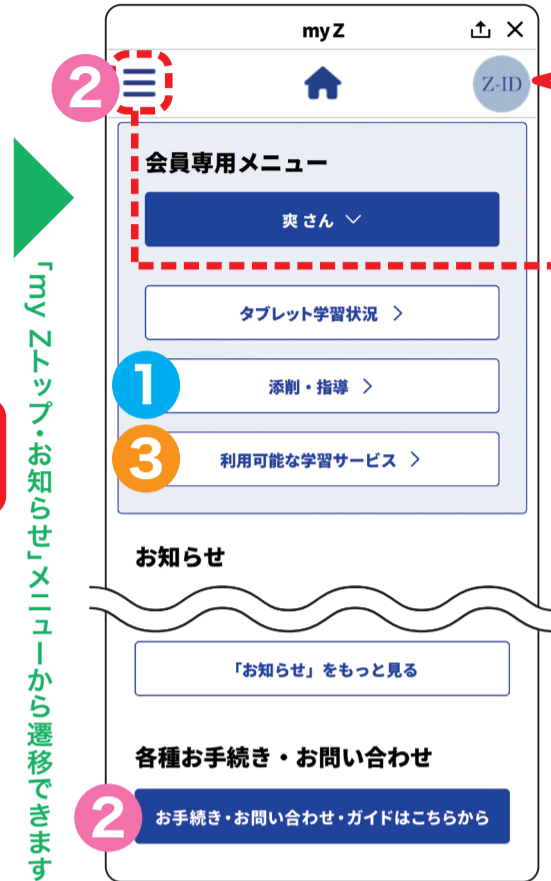 my Z
2
Z-ID
会員専用メニュー
爽 さん
タブレット学習状況
1
添削・指導
3
利用可能な学習サービス
お知らせ
「お知らせ」をもっと見る
各種お手続き・お問い合わせ
2
お手続き・お問い合わせ・ガイドはこちらから
「my Zトップ・お知らせ」メニューから遷移できます